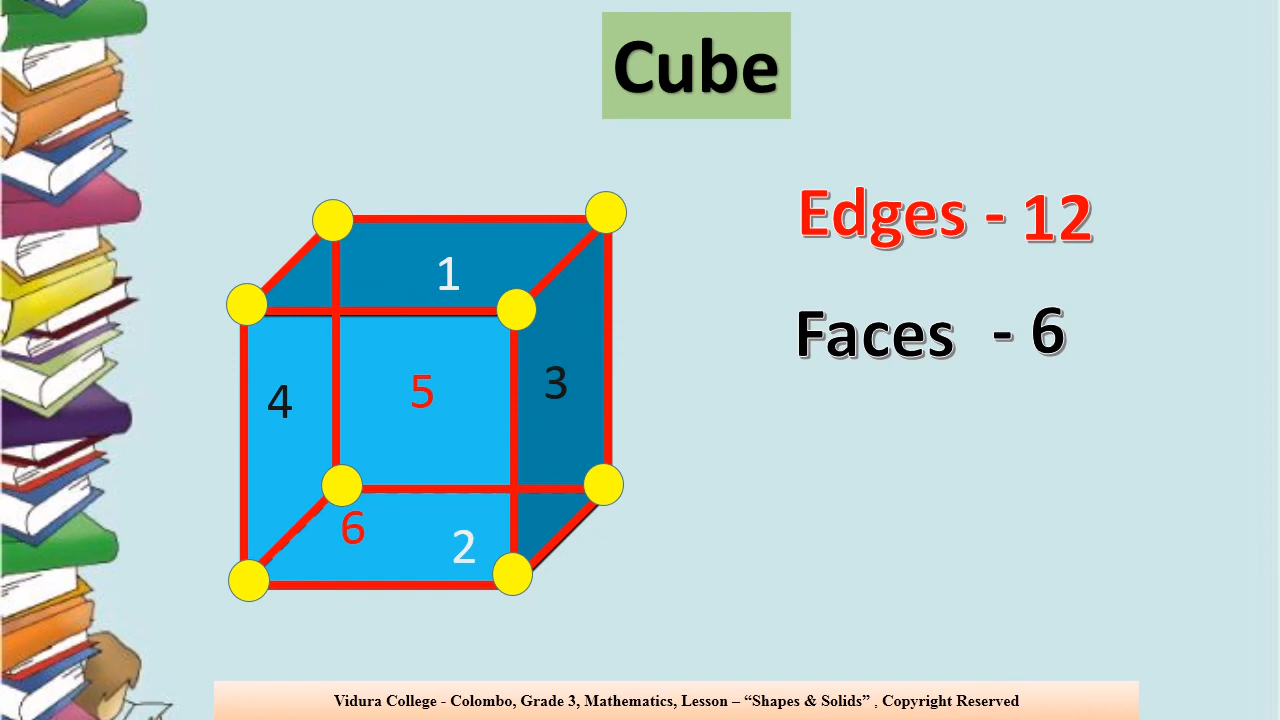 Cube
Edges - 12
Faces - 6
1
5
3
4
6
2
Vidura College - Colombo, Grade 3, Mathematics, Lesson – “Shapes & Solids” , Copyright Reserved